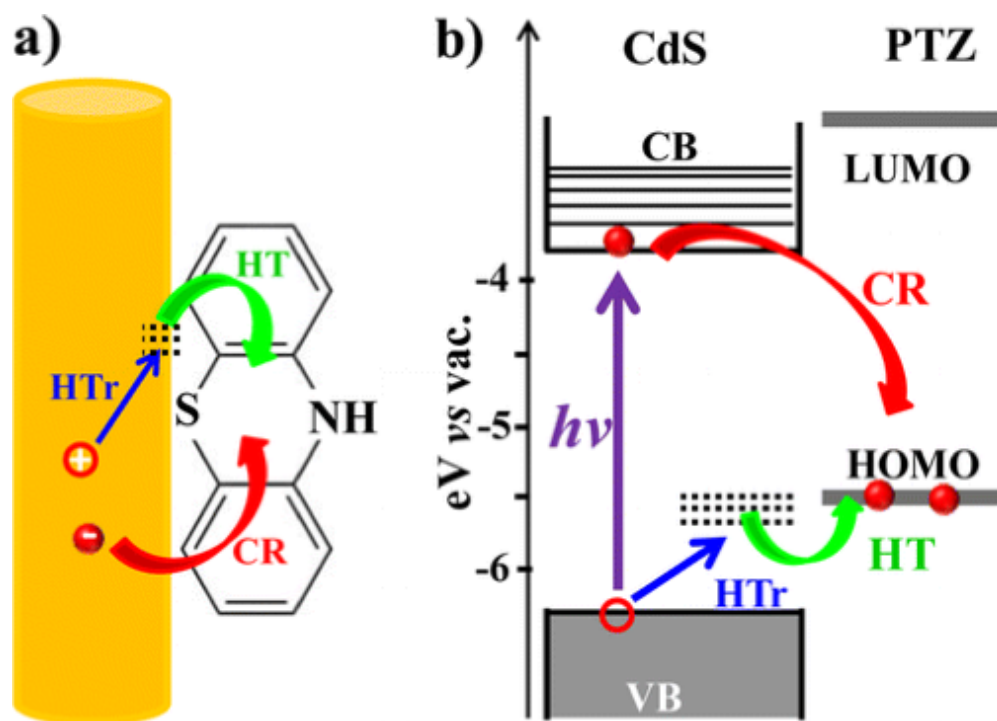 a)
HT
HTr
S
NH
+
-
CR
b)
CdS
PTZ
CB
LUMO
-4
CR
eV vs vac.
hν
-5
HOMO
HT
-6
HTr
VB